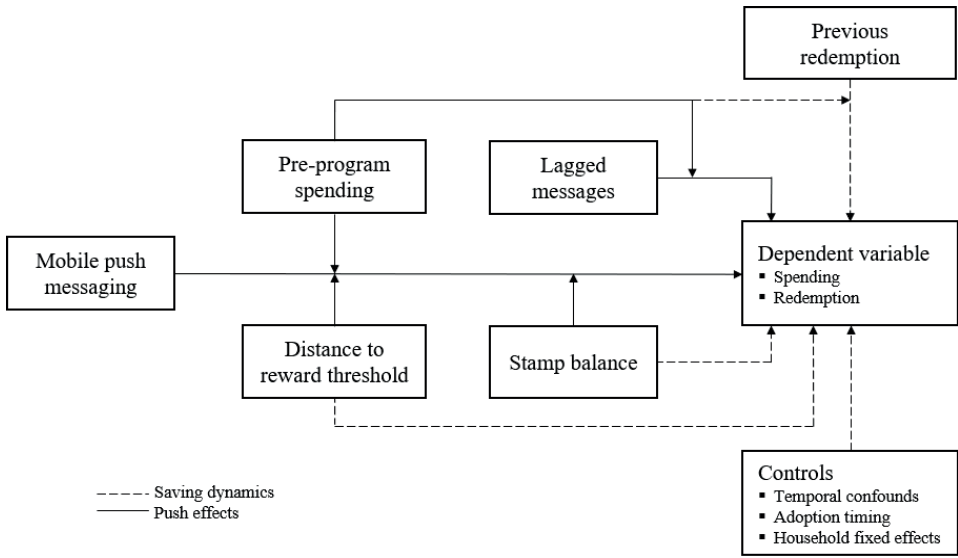 Previous
redemption
Pre-program
spending
Lagged
messages
Mobile push
messaging
Dependent variable
▪ Spending
▪ Redemption
Distance to
reward threshold
Stamp balance
Controls
▪ Temporal confounds
▪ Adoption timing
▪ Household fixed effects
Saving dynamics
Push effects